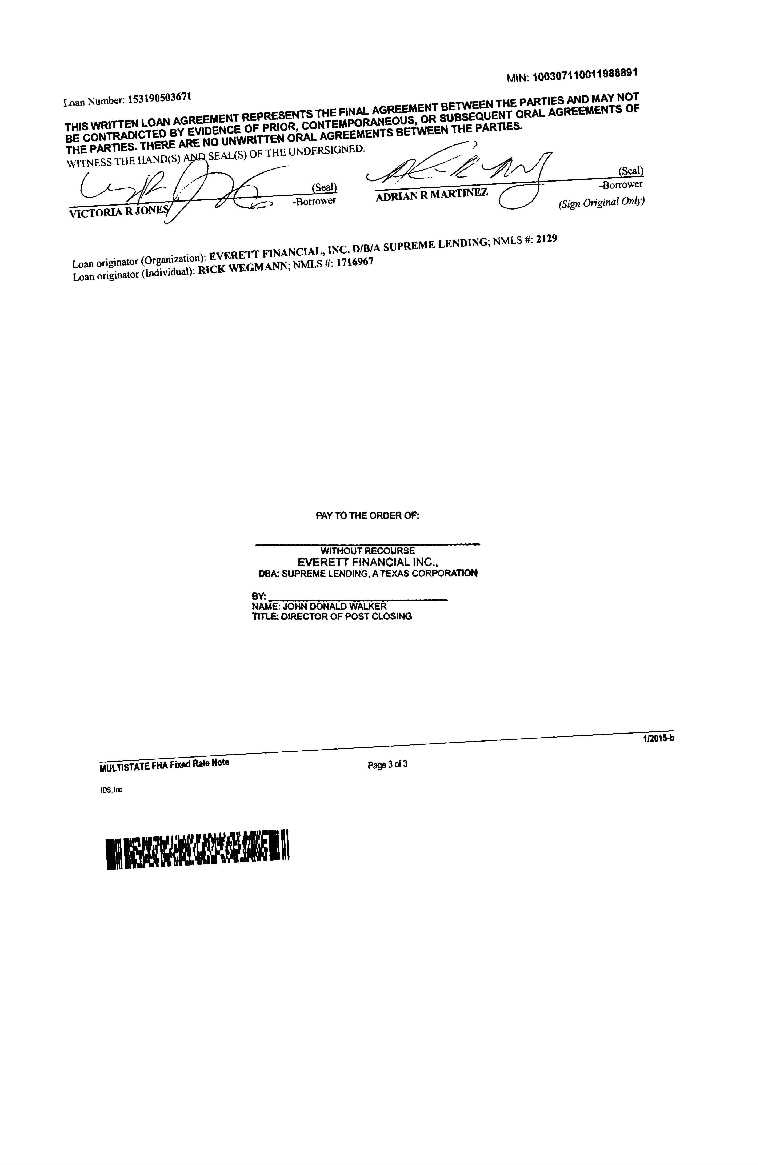 MIN: 100307110011988891
Loan Number: 153190503671
THIS WRITTEN LOAN AGREEMENT REPRESENTS THE FINAL AGREEMENT BETWEEN THE PARTIES AND MAY NOT
BE CONTRADICTED BY EVIDENCE OF PRIOR, CONTEMPORANEOUS, OR SUBSEQUENT ORAL AGREEMENTS OF
THE PARTIES. THERE ARE NO UNWRITTEN ORAL AGREEMENTS BETWEEN THE PARTIES.
WITNESS THE HAND(S) AND SEAL(S) OF THE UNDERSIGNED.
(Seal)
VICTORIA R JONES -Borrower
(Seal)
ADRIAN R MARTINEZ -Borrower
(Sign Original Only)
Loan originator (Organization): EVERETT FINANCIAL, INC. D/B/A SUPREME LENDING; NMLS #: 2129
Loan originator (Individual): RICK WEGMANN; NMLS #: 1716967
PAY TO THE ORDER OF:
WITHOUT RECOURSE
EVERETT FINANCIAL INC.,
DBA: SUPREME LENDING, A TEXAS CORPORATION
BY:
NAME: JOHN DONALD WALKER
TITLE: DIRECTOR OF POST CLOSING
1/2015-b
MULTISTATE FHA Fixed Rate Note
Page 3 of 3
IDS, Inc